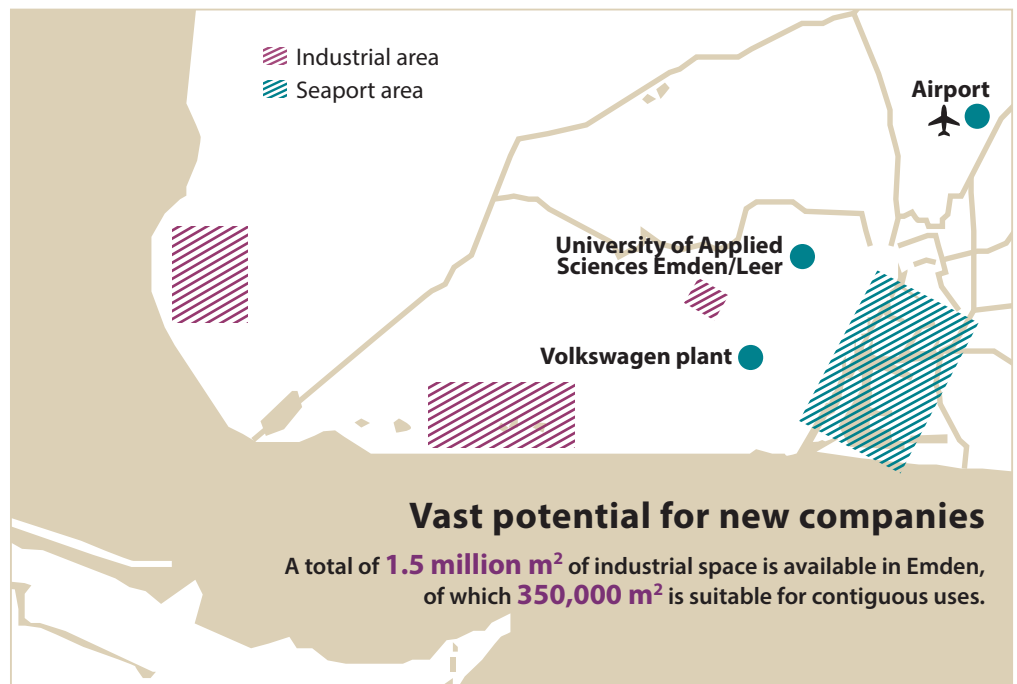 Industrial area
Seaport area
Airport
University of Applied
Sciences Emden/Leer
Volkswagen plant
Vast potential for new companies
A total of 1.5 million m² of industrial space is available in Emden,
of which 350,000 m² is suitable for contiguous uses.